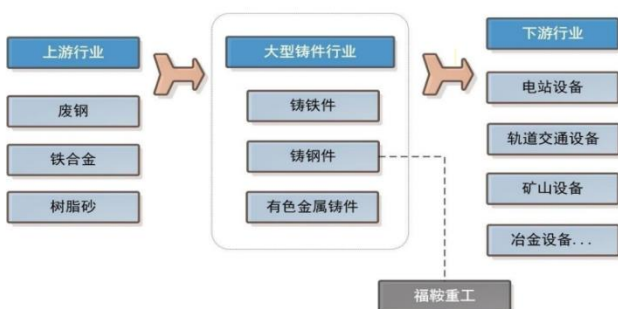 上游行业
废钢
铁合金
树脂砂
大型铸件行业
铸铁件
铸钢件
有色金属铸件
下游行业
电站设备
轨道交通设备
矿山设备
冶金设备...
福鞍重工